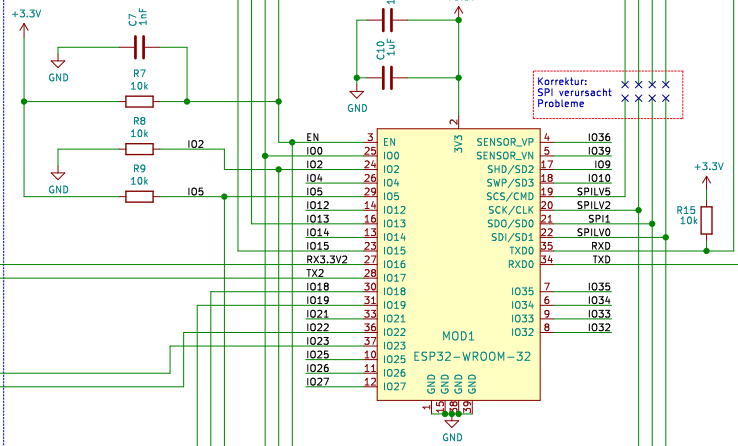 +3.3V
C7
1nF
GND
R7
10k
R8
10k
GND
R9
10k
IO2
IO5
C10
1uF
GND
Korrektur:
SPI verursacht
Probleme
+3.3V
R15
10k
2
3V3
EN 3 EN
IO0 25 IO0
IO2 24 IO2
IO4 26 IO4
IO5 29 IO5
IO12 14 IO12
IO13 16 IO13
IO14 13 IO14
IO15 23 IO15
RX3.3V2 27 IO16
TX2 28 IO17
IO18 30 IO18
IO19 31 IO19
IO21 33 IO21
IO22 36 IO22
IO23 37 IO23
IO25 10 IO25
IO26 11 IO26
IO27 12 IO27
SENSOR_VP 4 IO36
SENSOR_VN 5 IO39
SHD/SD2 17 IO9
SWP/SD3 18 IO10
SCS/CMD 19 SPILV5
SCK/CLK 20 SPILV2
SDO/SD0 21 SPI1
SDI/SD1 22 SPILV0
TXD0 35 RXD
RXD0 34 TXD
IO35 7 IO35
IO34 6 IO34
IO33 9 IO33
IO32 8 IO32
MOD1
ESP32-WROOM-32
GND GND GND GND
1 15 38 39
GND